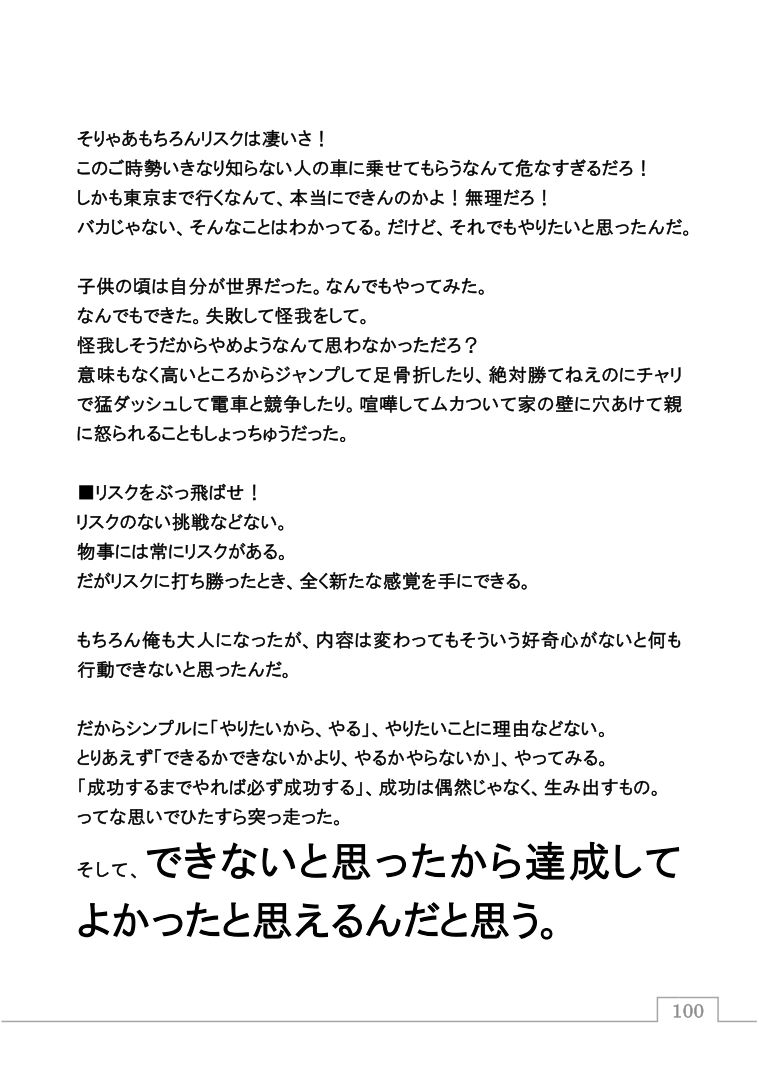 そりゃあもちろんリスクは凄いさ！
このご時勢いきなり知らない人の車に乗せてもらうなんて危なすぎるだろ！
しかも東京まで行くなんて、本当にできんのかよ！無理だろ！
バカじゃない、そんなことはわかってる。だけど、それでもやりたいと思ったんだ。
子供の頃は自分が世界だった。なんでもやってみた。
なんでもできた。失敗して怪我をして。
怪我しそうだからやめようなんて思わなかっただろ？
意味もなく高いところからジャンプして足骨折したり、絶対勝てねえのにチャリ
で猛ダッシュして電車と競争したり。喧嘩してムカついて家の壁に穴あけて親
に怒られることもしょっちゅうだった。
■リスクをぶっ飛ばせ！
リスクのない挑戦などない。
物事には常にリスクがある。
だがリスクに打ち勝ったとき、全く新たな感覚を手にできる。
もちろん俺も大人になったが、内容は変わってもそういう好奇心がないと何も
行動できないと思ったんだ。
だからシンプルに「やりたいから、やる」、やりたいことに理由などない。
とりあえず「できるかできないかより、やるかやらないか」、やってみる。
「成功するまでやれば必ず成功する」、成功は偶然じゃなく、生み出すもの。
ってな思いでひたすら突っ走った。
そして、できないと思ったから達成して
よかったと思えるんだと思う。
100